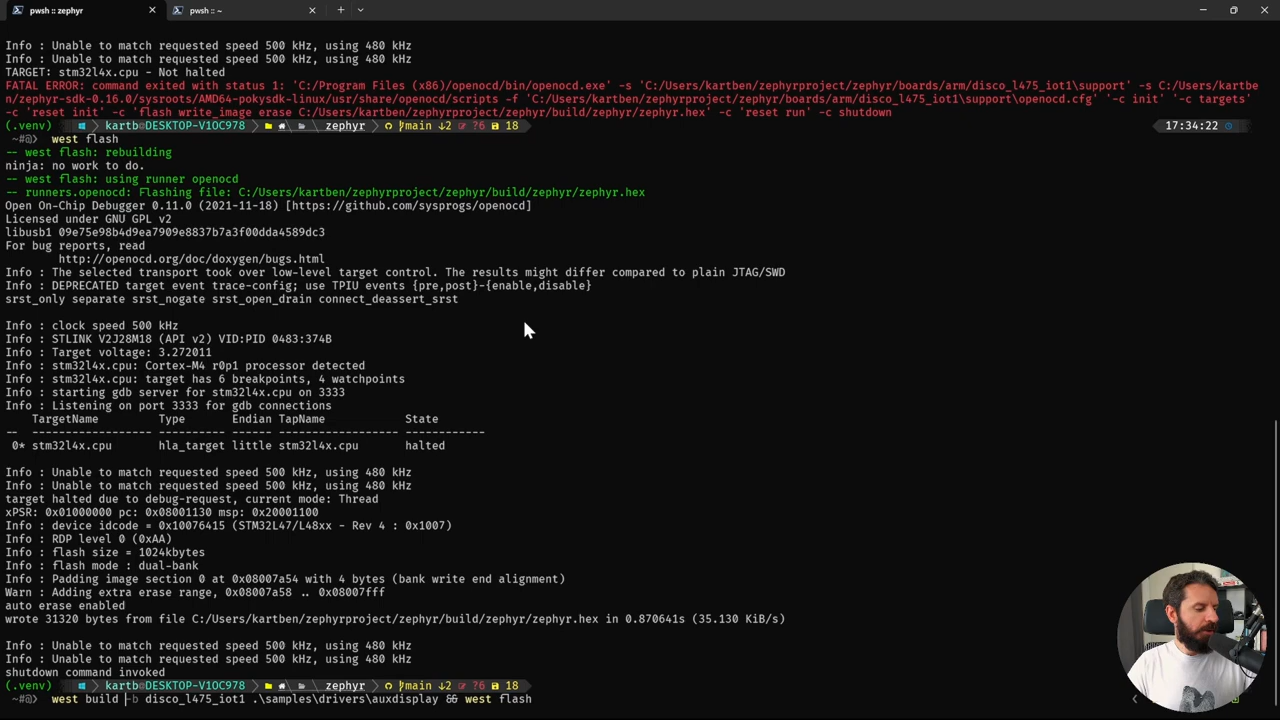 pwsh :: zephyr
pwsh :: ~
Info : Unable to match requested speed 500 kHz, using 480 kHz
Info : Unable to match requested speed 500 kHz, using 480 kHz
TARGET: stm32l4x.cpu - Not halted
FATAL ERROR: command exited with status 1: 'C:/Program Files (x86)/openocd/bin/openocd.exe' -s 'C:/Users/kartben/zephyrproject/zephyr/boards/arm/disco_l475_iot1\support' -s C:/Users/kartbe
n/zephyr-sdk-0.16.0/sysroots/AMD64-pokysdk-linux/usr/share/openocd/scripts -f 'C:/Users/kartben/zephyrproject/zephyr/boards/arm/disco_l475_iot1\support\openocd.cfg' '-c init' '-c targets'
-c 'reset init' -c 'flash write_image erase C:/Users/kartben/zephyrproject/zephyr/build/zephyr/zephyr.hex' -c 'reset run' -c shutdown
(.venv) kartb@DESKTOP-V1OC978 zephyr main ↓2 ?6 18 17:34:22
~#@> west flash
-- west flash: rebuilding
ninja: no work to do.
-- west flash: using runner openocd
-- runners.openocd: Flashing file: C:/Users/kartben/zephyrproject/zephyr/build/zephyr/zephyr.hex
Open On-Chip Debugger 0.11.0 (2021-11-18) [https://github.com/sysprogs/openocd]
Licensed under GNU GPL v2
libusb1 09e75e98b4d9ea7909e8837b7a3f00dda4589dc3
For bug reports, read
http://openocd.org/doc/doxygen/bugs.html
Info : The selected transport took over low-level target control. The results might differ compared to plain JTAG/SWD
Info : DEPRECATED target event trace-config; use TPIU events {pre,post}-{enable,disable}
srst_only separate srst_nogate srst_open_drain connect_deassert_srst
Info : clock speed 500 kHz
Info : STLINK V2J28M18 (API v2) VID:PID 0483:374B
Info : Target voltage: 3.272011
Info : stm32l4x.cpu: Cortex-M4 r0p1 processor detected
Info : stm32l4x.cpu: target has 6 breakpoints, 4 watchpoints
Info : starting gdb server for stm32l4x.cpu on 3333
Info : Listening on port 3333 for gdb connections
TargetName Type Endian TapName State
-- ------------------ ---------- ------ ------------------ ------------
0* stm32l4x.cpu hla_target little stm32l4x.cpu halted
Info : Unable to match requested speed 500 kHz, using 480 kHz
Info : Unable to match requested speed 500 kHz, using 480 kHz
target halted due to debug-request, current mode: Thread
xPSR: 0x01000000 pc: 0x08001130 msp: 0x20001100
Info : device idcode = 0x10076415 (STM32L47/L48xx - Rev 4 : 0x1007)
Info : RDP level 0 (0xAA)
Info : flash size = 1024kbytes
Info : flash mode : dual-bank
Info : Padding image section 0 at 0x08007a54 with 4 bytes (bank write end alignment)
Warn : Adding extra erase range, 0x08007a58 .. 0x08007fff
auto erase enabled
wrote 31320 bytes from file C:/Users/kartben/zephyrproject/zephyr/build/zephyr/zephyr.hex in 0.870641s (35.130 KiB/s)
Info : Unable to match requested speed 500 kHz, using 480 kHz
Info : Unable to match requested speed 500 kHz, using 480 kHz
shutdown command invoked
(.venv) kartb@DESKTOP-V1OC978 zephyr main ↓2 ?6 18
~#@> west build -b disco_l475_iot1 .\samples\drivers\auxdisplay && west flash